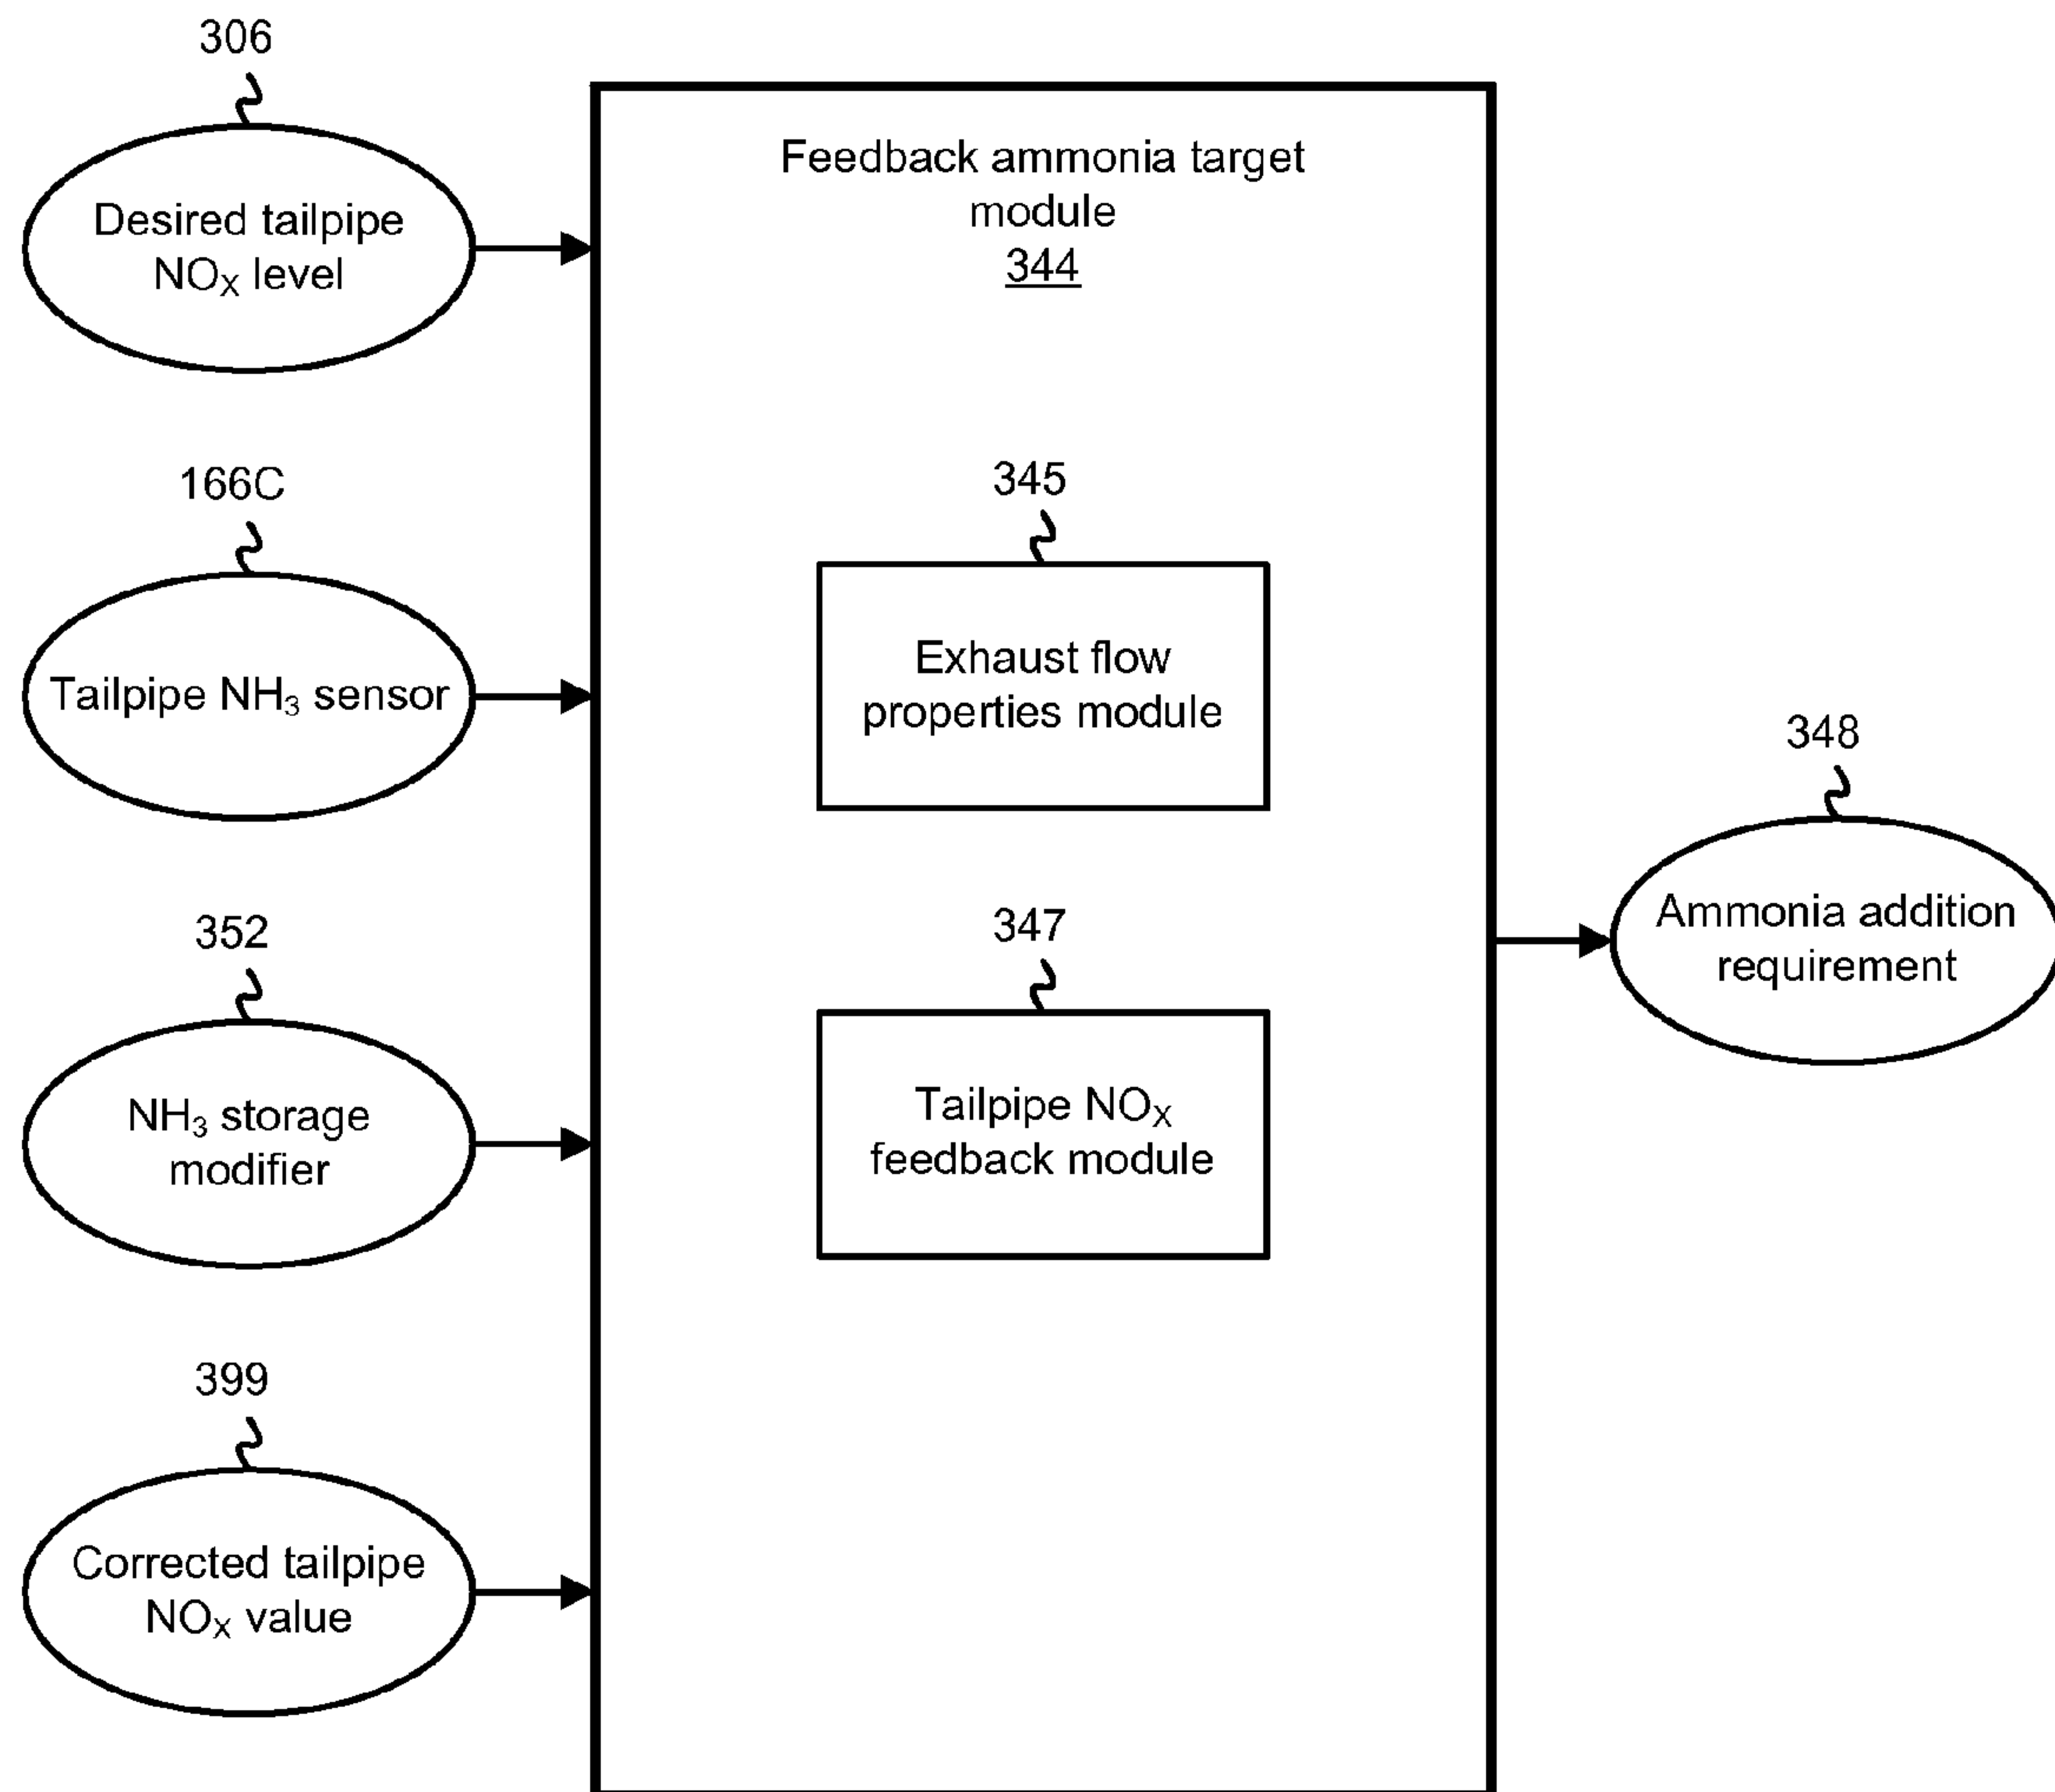 306
Desired tailpipe
NOX level
166C
Tailpipe NH3 sensor
352
NH3 storage
modifier
399
Corrected tailpipe
NOX value
Feedback ammonia target
module
344
345
Exhaust flow
properties module
347
Tailpipe NOX
feedback module
348
Ammonia addition
requirement